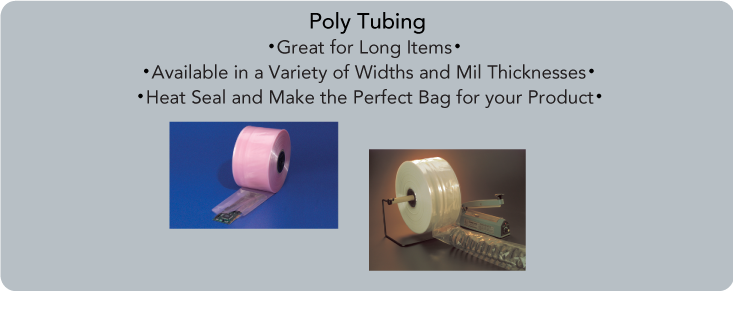 Poly Tubing
•Great for Long Items•
•Available in a Variety of Widths and Mil Thicknesses•
•Heat Seal and Make the Perfect Bag for your Product•